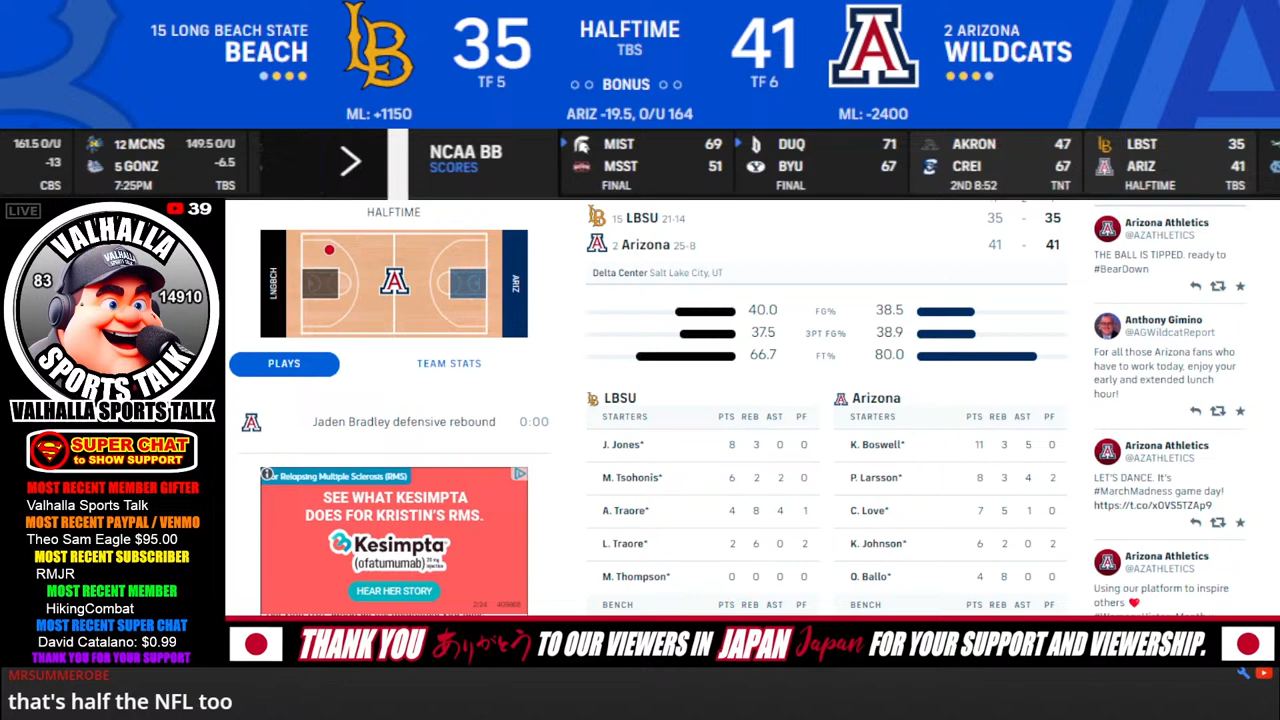 15 LONG BEACH STATE
BEACH
LB
35
TF 5
HALFTIME
TBS
BONUS
41
TF 6
A
2 ARIZONA
WILDCATS
ML: +1150
ARIZ -19.5, O/U 164
ML: -2400
161.5 O/U
-13
CBS
12 MCNS 149.5 O/U
5 GONZ -6.5
7:25PM TBS
NCAA BB
SCORES
MIST 69
MSST 51
FINAL
DUQ 71
BYU 67
FINAL
AKRON 47
CREI 67
2ND 8:52 TNT
LBST 35
ARIZ 41
HALFTIME TBS
LIVE
39
VALHALLA
SPORTS TALK
83
14910
VALHALLA SPORTS TALK
SUPER CHAT
to SHOW SUPPORT
MOST RECENT MEMBER GIFTER
Valhalla Sports Talk
MOST RECENT PAYPAL / VENMO
Theo Sam Eagle $95.00
MOST RECENT SUBSCRIBER
RMJR
MOST RECENT MEMBER
HikingCombat
MOST RECENT SUPER CHAT
David Catalano: $0.99
THANK YOU FOR YOUR SUPPORT
HALFTIME
LNGBCH
A
ARIZ
PLAYS
TEAM STATS
Jaden Bradley defensive rebound 0:00
or Relapsing Multiple Sclerosis (RMS)
SEE WHAT KESIMPTA
DOES FOR KRISTIN'S RMS.
Kesimpta
(ofatumumab)
HEAR HER STORY
2/24
15 LBSU 21-14 35 - 35
2 Arizona 25-8 41 - 41
Delta Center Salt Lake City, UT
40.0 FG% 38.5
37.5 3PT FG% 38.9
66.7 FT% 80.0
LBSU
STARTERS PTS REB AST PF
J. Jones* 8 3 0 0
M. Tsohonis* 6 2 2 0
A. Traore* 4 8 4 1
L. Traore* 2 6 0 2
M. Thompson* 0 0 0 0
BENCH PTS REB AST PF
Arizona
STARTERS PTS REB AST PF
K. Boswell* 11 3 5 0
P. Larsson* 8 3 4 2
C. Love* 7 5 1 0
K. Johnson* 6 2 0 2
O. Ballo* 4 8 0 0
BENCH PTS REB AST PF
Arizona Athletics
@AZATHLETICS
THE BALL IS TIPPED. ready to
#BearDown
Anthony Gimino
@AGWildcatReport
For all those Arizona fans who
have to work today, enjoy your
early and extended lunch
hour!
Arizona Athletics
@AZATHLETICS
LET'S DANCE. It's
#MarchMadness game day!
https://t.co/xOVS5TZAp9
Arizona Athletics
@AZATHLETICS
Using our platform to inspire
others
THANK YOU ありがとう TO OUR VIEWERS IN JAPAN Japan FOR YOUR SUPPORT AND VIEWERSHIP.
MRSUMMEROBE
that's half the NFL too